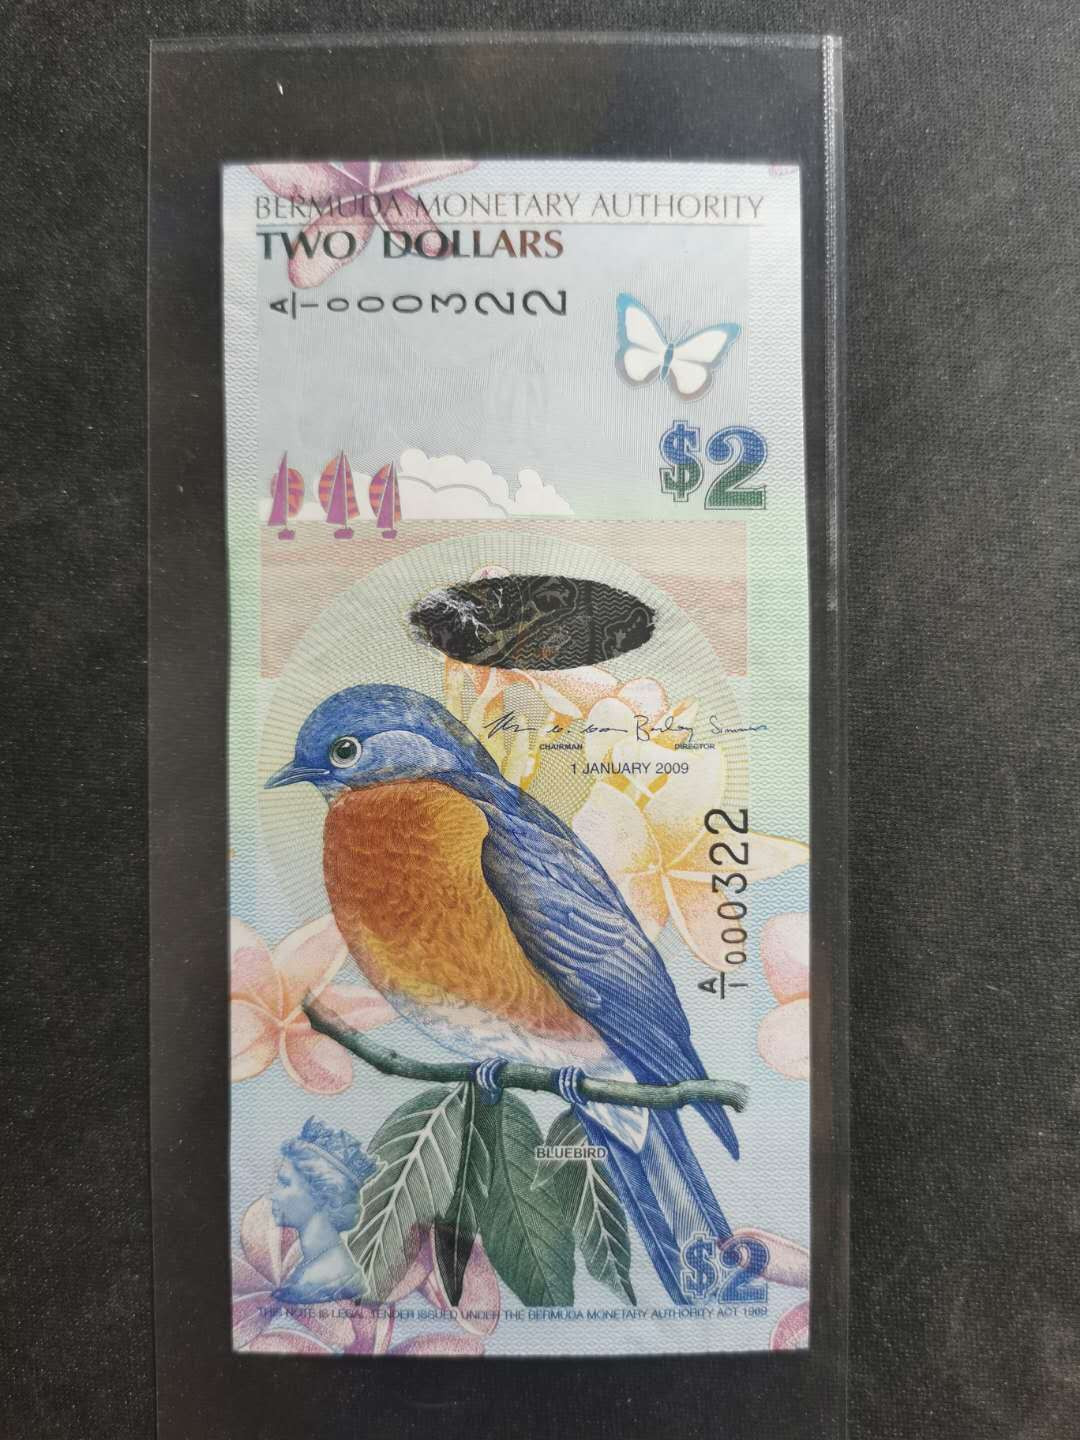 BERMUDA MONETARY AUTHORITY
TWO DOLLARS
A/1 000322
$2
CHAIRMAN DIRECTOR
1 JANUARY 2009
A/1 000322
BLUEBIRD
$2
THIS NOTE IS LEGAL TENDER ISSUED UNDER THE BERMUDA MONETARY AUTHORITY ACT 1969